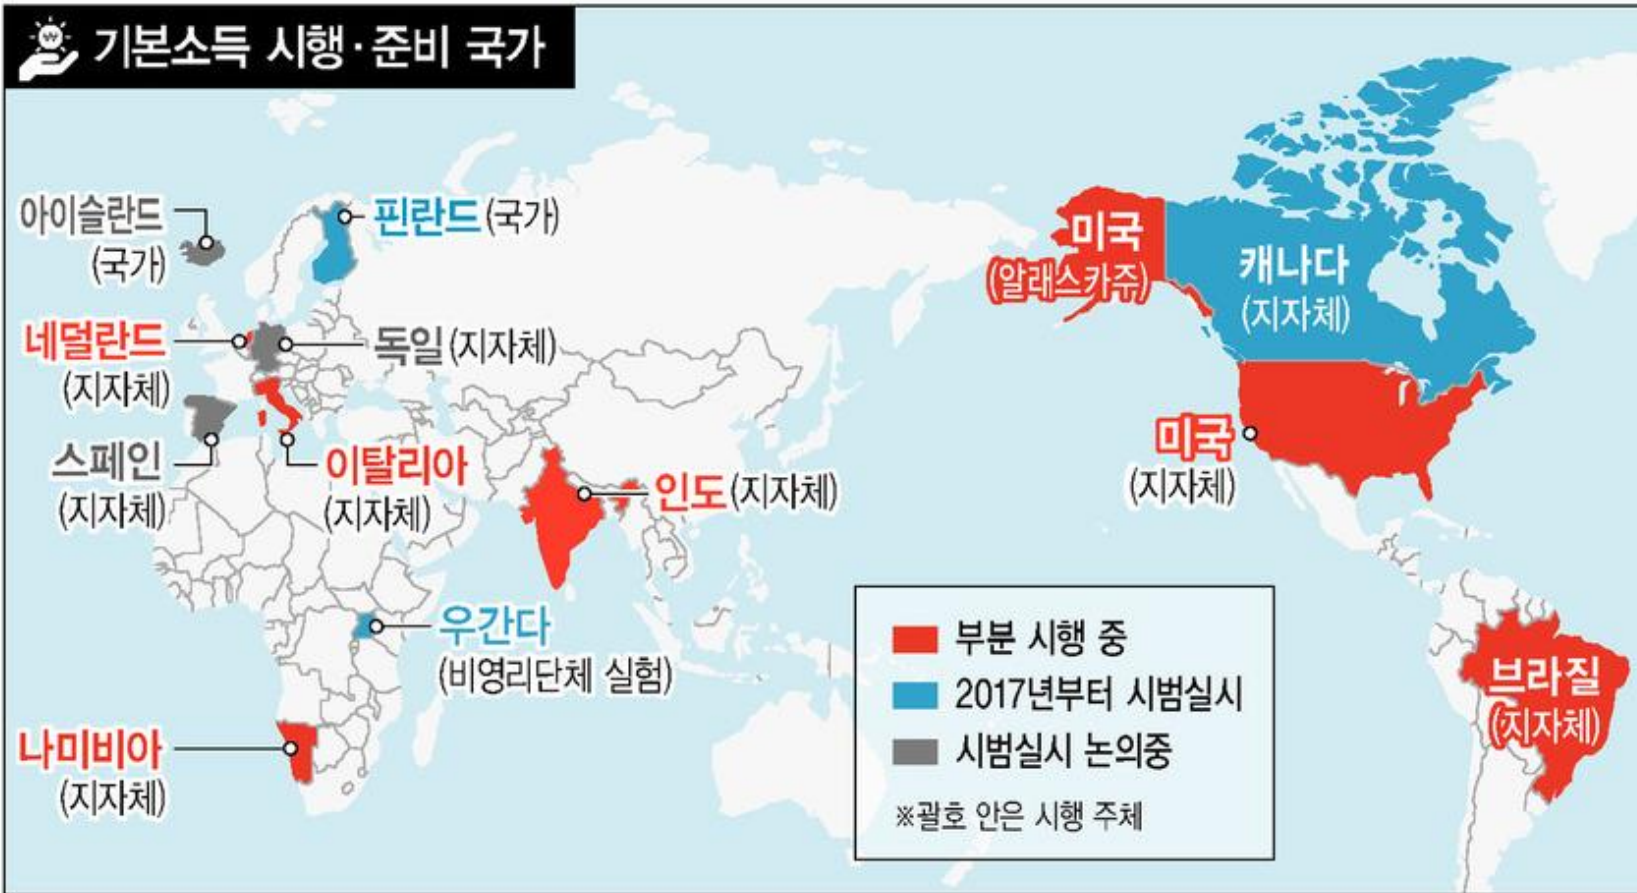 기본소득 시행·준비 국가
아이슬란드
(국가)
핀란드(국가)
네덜란드
(지자체)
독일(지자체)
스페인
(지자체)
이탈리아
(지자체)
인도(지자체)
우간다
(비영리단체 실험)
나미비아
(지자체)
미국
(알래스카주)
캐나다
(지자체)
미국
(지자체)
브라질
(지자체)
부분 시행 중
2017년부터 시범실시
시범실시 논의중
※괄호 안은 시행 주체